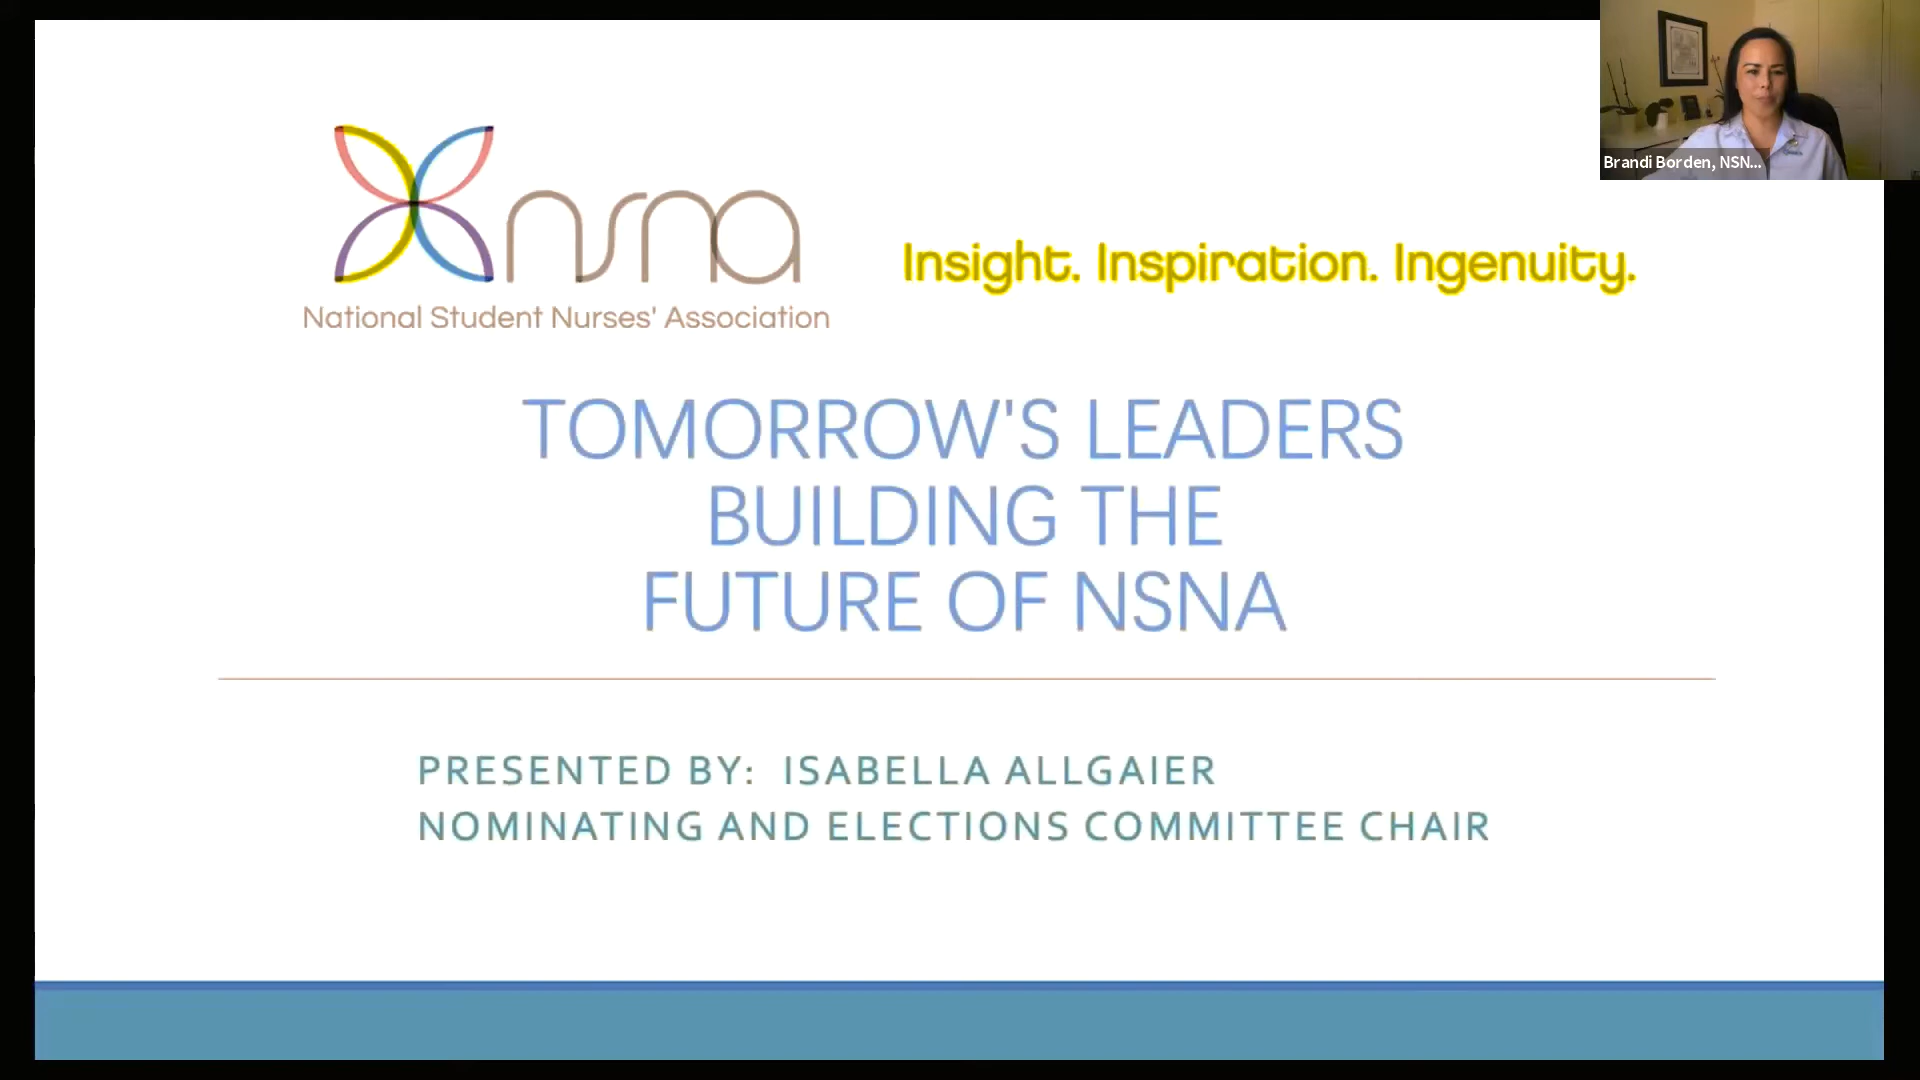 Brandi Borden, NSN...
nsna
Insight. Inspiration. Ingenuity.
National Student Nurses' Association
TOMORROW'S LEADERS
BUILDING THE
FUTURE OF NSNA
PRESENTED BY: ISABELLA ALLGAIER
NOMINATING AND ELECTIONS COMMITTEE CHAIR